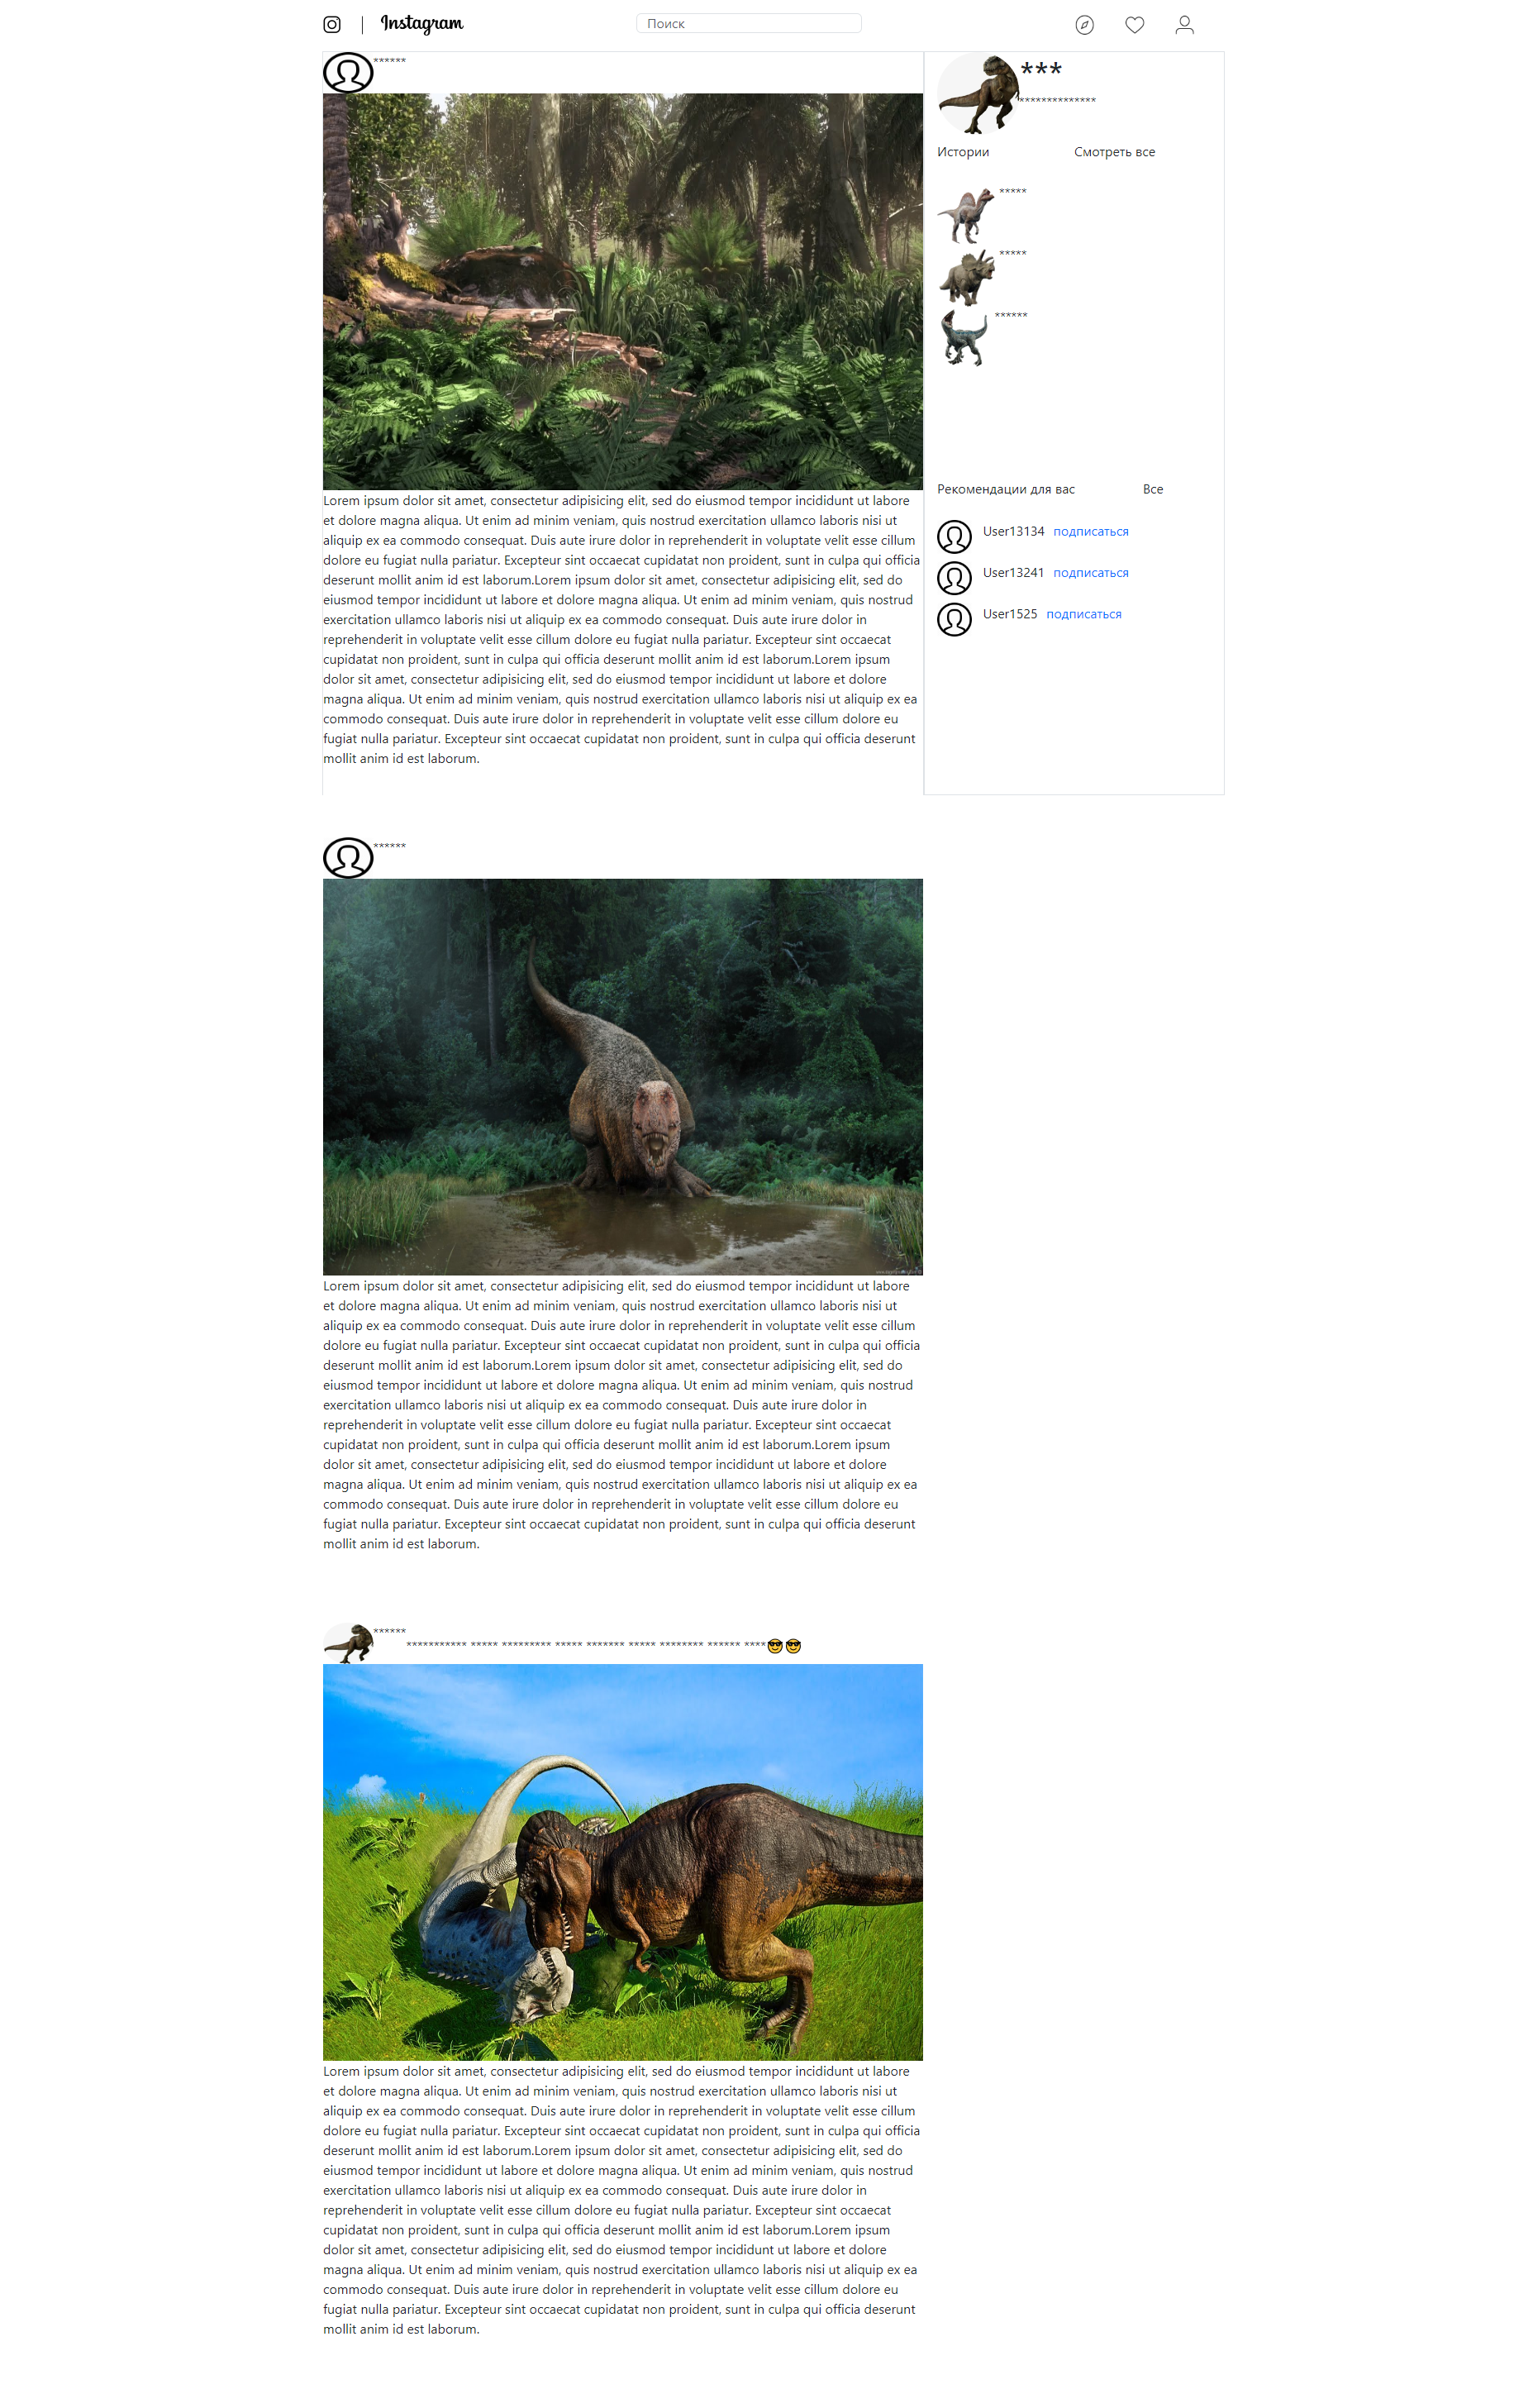 Instagram
Поиск
******
***
**************
Истории Смотреть все
*****
*****
******
Lorem ipsum dolor sit amet, consectetur adipisicing elit, sed do eiusmod tempor incididunt ut labore
et dolore magna aliqua. Ut enim ad minim veniam, quis nostrud exercitation ullamco laboris nisi ut
aliquip ex ea commodo consequat. Duis aute irure dolor in reprehenderit in voluptate velit esse cillum
dolore eu fugiat nulla pariatur. Excepteur sint occaecat cupidatat non proident, sunt in culpa qui officia
deserunt mollit anim id est laborum.Lorem ipsum dolor sit amet, consectetur adipisicing elit, sed do
eiusmod tempor incididunt ut labore et dolore magna aliqua. Ut enim ad minim veniam, quis nostrud
exercitation ullamco laboris nisi ut aliquip ex ea commodo consequat. Duis aute irure dolor in
reprehenderit in voluptate velit esse cillum dolore eu fugiat nulla pariatur. Excepteur sint occaecat
cupidatat non proident, sunt in culpa qui officia deserunt mollit anim id est laborum.Lorem ipsum
dolor sit amet, consectetur adipisicing elit, sed do eiusmod tempor incididunt ut labore et dolore
magna aliqua. Ut enim ad minim veniam, quis nostrud exercitation ullamco laboris nisi ut aliquip ex ea
commodo consequat. Duis aute irure dolor in reprehenderit in voluptate velit esse cillum dolore eu
fugiat nulla pariatur. Excepteur sint occaecat cupidatat non proident, sunt in culpa qui officia deserunt
mollit anim id est laborum.
Рекомендации для вас Все
User13134 подписаться
User13241 подписаться
User1525 подписаться
******
Lorem ipsum dolor sit amet, consectetur adipisicing elit, sed do eiusmod tempor incididunt ut labore
et dolore magna aliqua. Ut enim ad minim veniam, quis nostrud exercitation ullamco laboris nisi ut
aliquip ex ea commodo consequat. Duis aute irure dolor in reprehenderit in voluptate velit esse cillum
dolore eu fugiat nulla pariatur. Excepteur sint occaecat cupidatat non proident, sunt in culpa qui officia
deserunt mollit anim id est laborum.Lorem ipsum dolor sit amet, consectetur adipisicing elit, sed do
eiusmod tempor incididunt ut labore et dolore magna aliqua. Ut enim ad minim veniam, quis nostrud
exercitation ullamco laboris nisi ut aliquip ex ea commodo consequat. Duis aute irure dolor in
reprehenderit in voluptate velit esse cillum dolore eu fugiat nulla pariatur. Excepteur sint occaecat
cupidatat non proident, sunt in culpa qui officia deserunt mollit anim id est laborum.Lorem ipsum
dolor sit amet, consectetur adipisicing elit, sed do eiusmod tempor incididunt ut labore et dolore
magna aliqua. Ut enim ad minim veniam, quis nostrud exercitation ullamco laboris nisi ut aliquip ex ea
commodo consequat. Duis aute irure dolor in reprehenderit in voluptate velit esse cillum dolore eu
fugiat nulla pariatur. Excepteur sint occaecat cupidatat non proident, sunt in culpa qui officia deserunt
mollit anim id est laborum.
******
*********** ***** ********* ***** ******* ***** ******** ****** ****😎😎
Lorem ipsum dolor sit amet, consectetur adipisicing elit, sed do eiusmod tempor incididunt ut labore
et dolore magna aliqua. Ut enim ad minim veniam, quis nostrud exercitation ullamco laboris nisi ut
aliquip ex ea commodo consequat. Duis aute irure dolor in reprehenderit in voluptate velit esse cillum
dolore eu fugiat nulla pariatur. Excepteur sint occaecat cupidatat non proident, sunt in culpa qui officia
deserunt mollit anim id est laborum.Lorem ipsum dolor sit amet, consectetur adipisicing elit, sed do
eiusmod tempor incididunt ut labore et dolore magna aliqua. Ut enim ad minim veniam, quis nostrud
exercitation ullamco laboris nisi ut aliquip ex ea commodo consequat. Duis aute irure dolor in
reprehenderit in voluptate velit esse cillum dolore eu fugiat nulla pariatur. Excepteur sint occaecat
cupidatat non proident, sunt in culpa qui officia deserunt mollit anim id est laborum.Lorem ipsum
dolor sit amet, consectetur adipisicing elit, sed do eiusmod tempor incididunt ut labore et dolore
magna aliqua. Ut enim ad minim veniam, quis nostrud exercitation ullamco laboris nisi ut aliquip ex ea
commodo consequat. Duis aute irure dolor in reprehenderit in voluptate velit esse cillum dolore eu
fugiat nulla pariatur. Excepteur sint occaecat cupidatat non proident, sunt in culpa qui officia deserunt
mollit anim id est laborum.